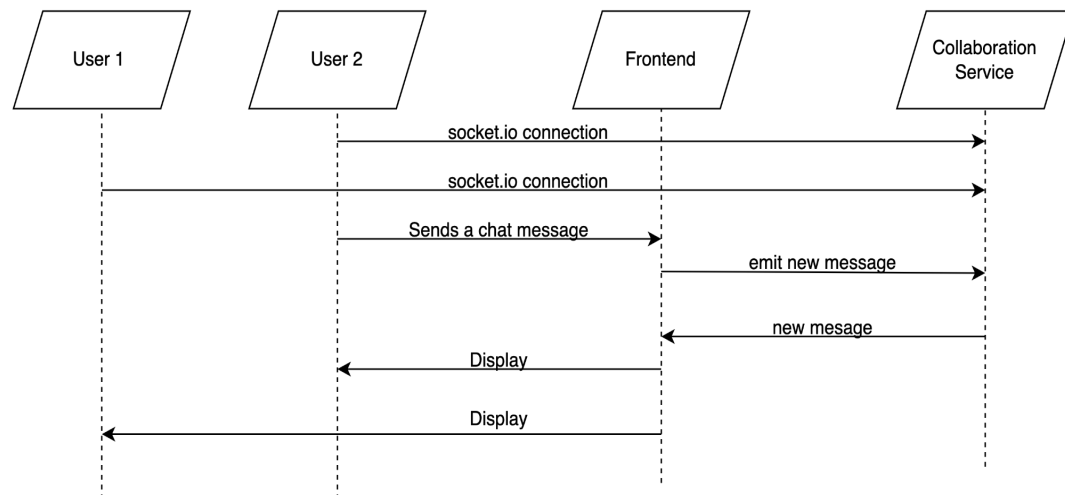 User 1
User 2
Frontend
Collaboration
Service
socket.io connection
socket.io connection
Sends a chat message
emit new message
new mesage
Display
Display